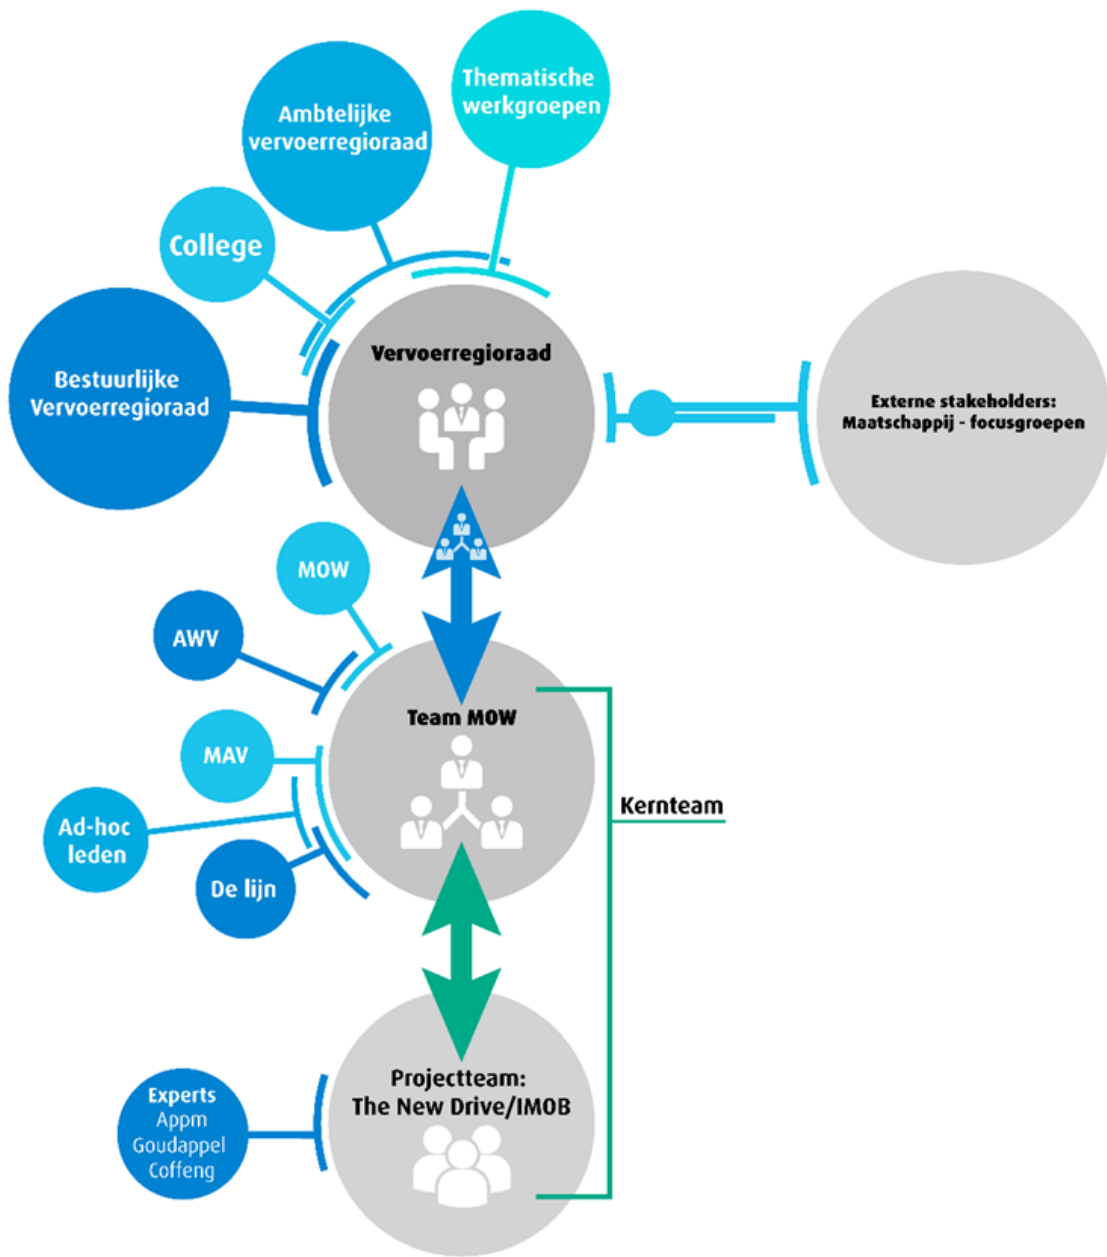 Thematische
werkgroepen
Ambtelijke
vervoerregioraad
College
Bestuurlijke
Vervoerregioraad
Vervoerregioraad
Externe stakeholders:
Maatschappij - focusgroepen
MOW
AWV
Team MOW
MAV
Kernteam
Ad-hoc
leden
De lijn
Projectteam:
The New Drive/IMOB
Experts
Appm
Goudappel
Coffeng